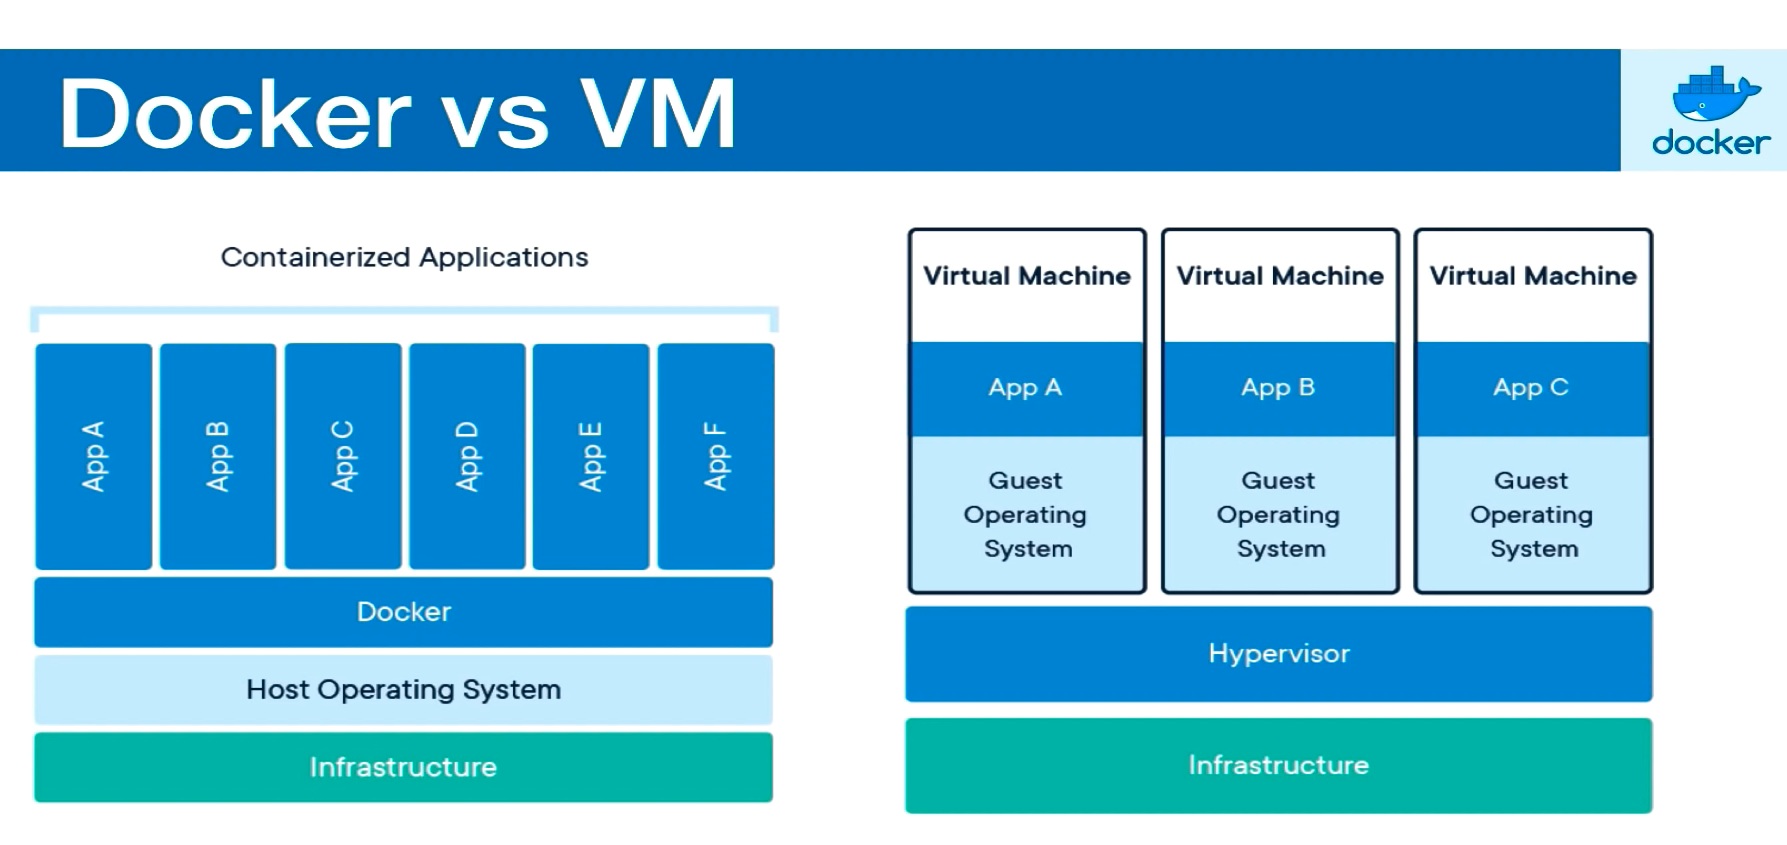 Docker vs VM
docker
Containerized Applications
App A
App B
App C
App D
App E
App F
Docker
Host Operating System
Infrastructure
Virtual Machine
App A
Guest
Operating
System
Virtual Machine
App B
Guest
Operating
System
Virtual Machine
App C
Guest
Operating
System
Hypervisor
Infrastructure